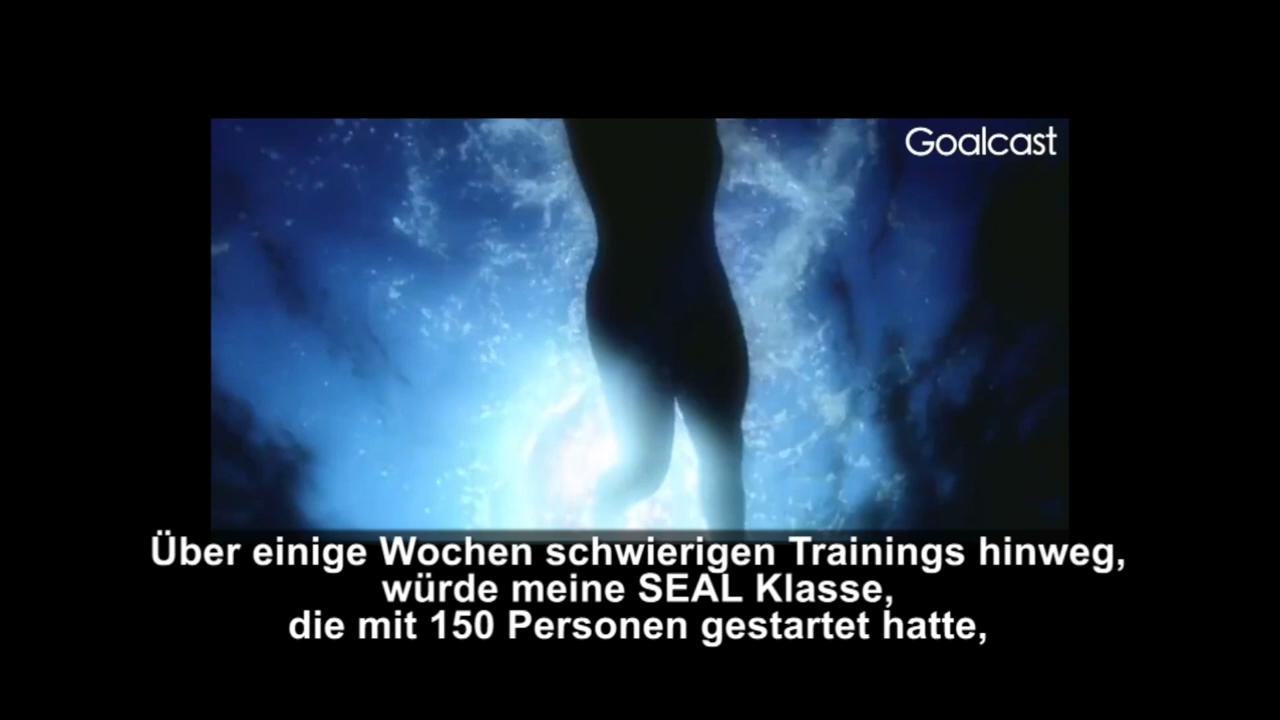 Goalcast
Über einige Wochen schwierigen Trainings hinweg,
würde meine SEAL Klasse,
die mit 150 Personen gestartet hatte,